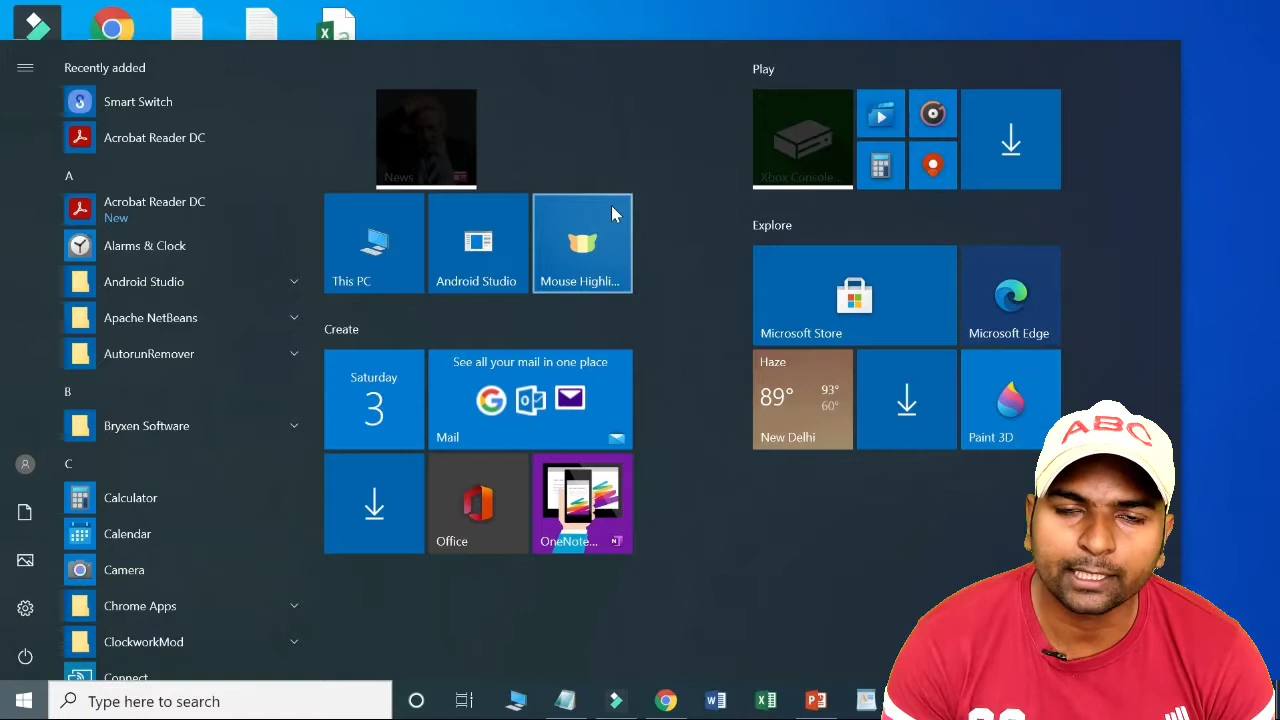 Recently added
Smart Switch
Acrobat Reader DC
A
Acrobat Reader DC
New
Alarms & Clock
Android Studio
Apache NetBeans
AutorunRemover
B
Bryxen Software
C
Calculator
Calendar
Camera
Chrome Apps
ClockworkMod
Connect
Type here to search
News
This PC
Android Studio
Mouse Highli...
Create
Saturday
3
See all your mail in one place
Mail
Office
OneNote...
Play
Xbox Console...
Explore
Microsoft Store
Microsoft Edge
Haze
89° 93°
60°
New Delhi
Paint 3D
ABC